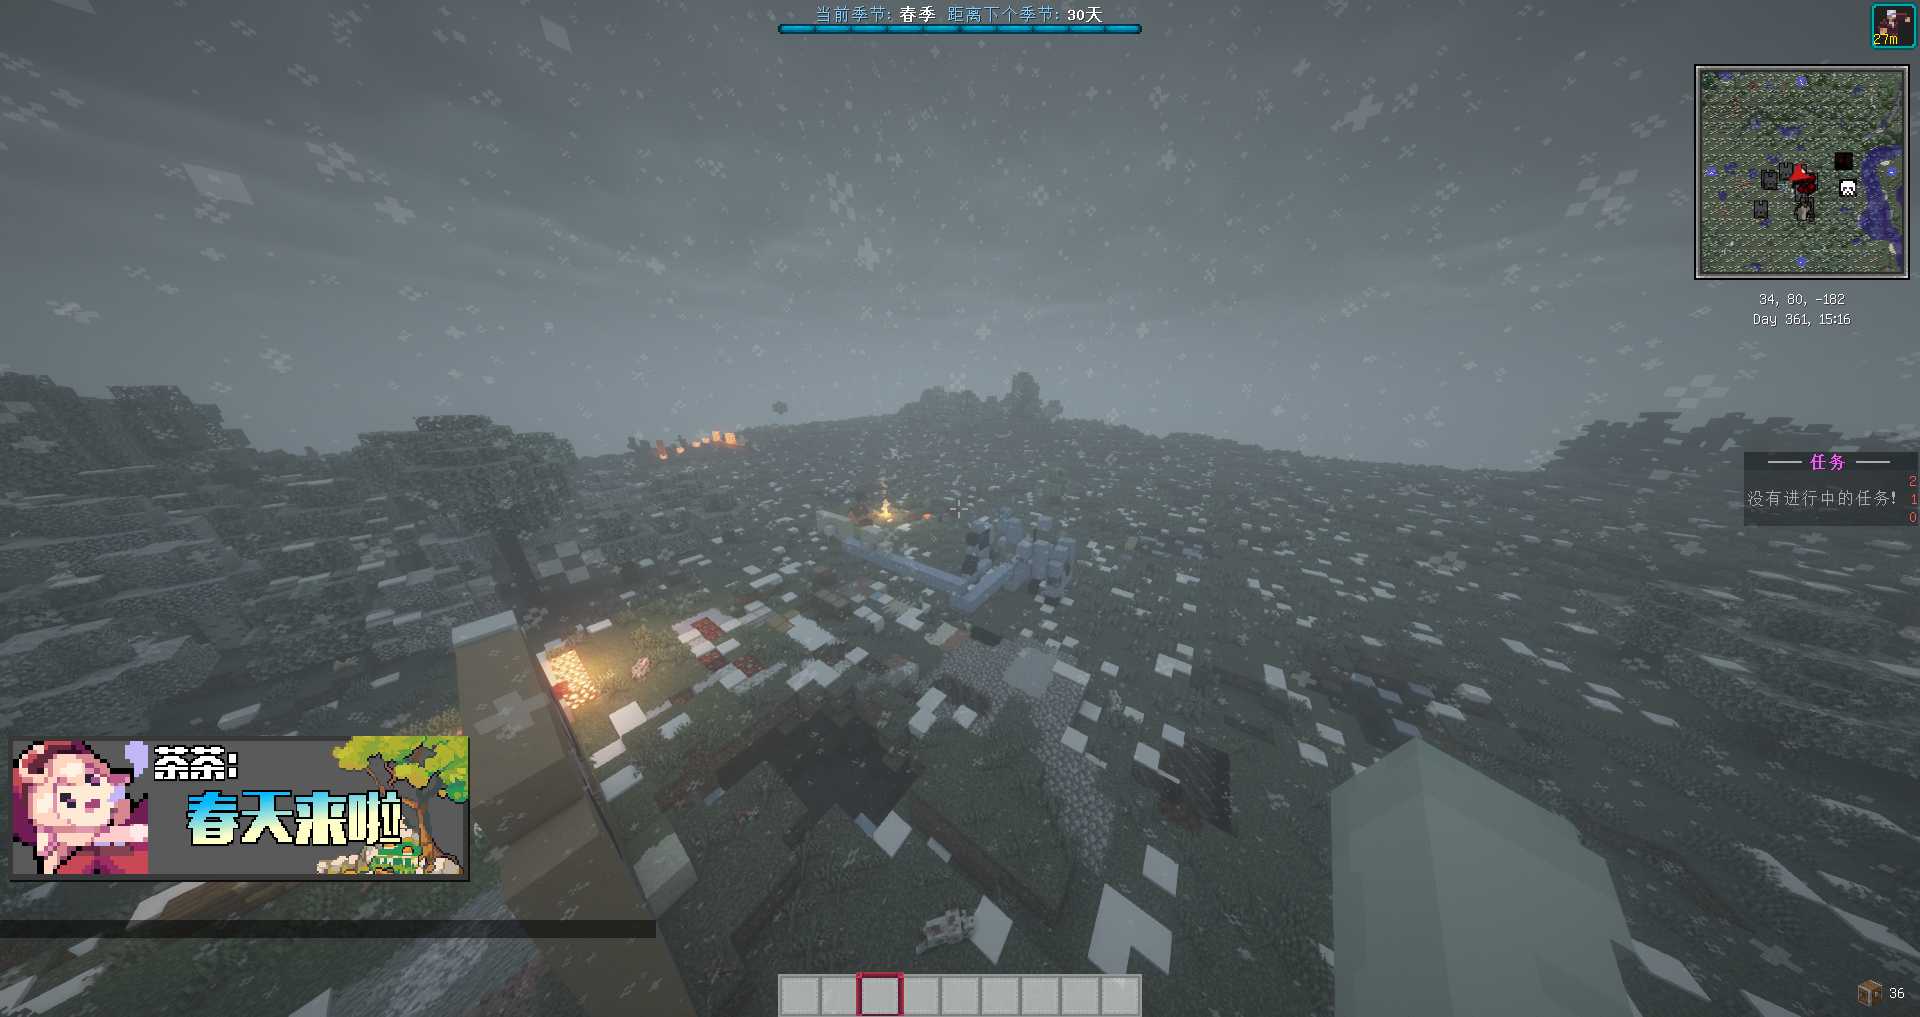 当前季节: 春季 距离下个季节: 30天
27m
34, 80, -182
Day 361, 15:16
任务
2
没有进行中的任务! 1
0
茶茶:
春天来啦
36